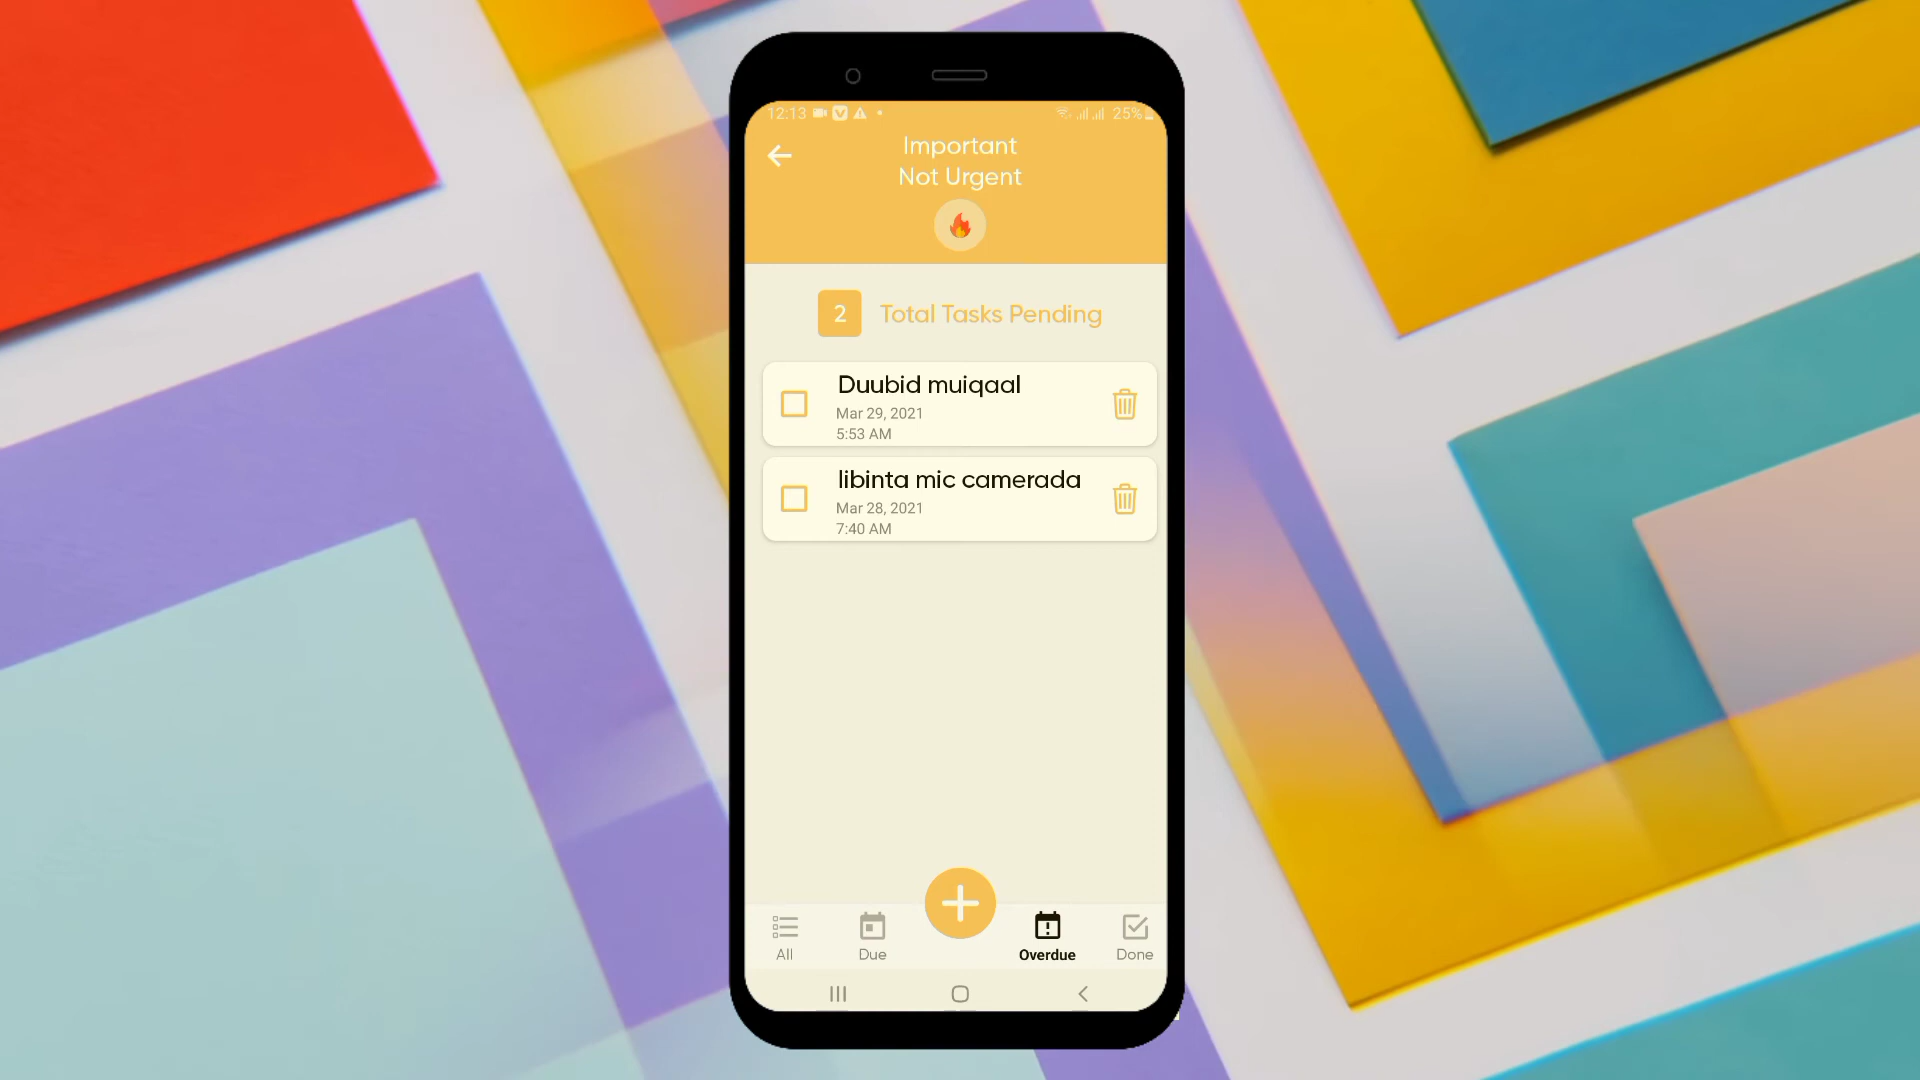 12:13
25%
Important
Not Urgent
2 Total Tasks Pending
Duubid muiqaal
Mar 29, 2021
5:53 AM
libinta mic camerada
Mar 28, 2021
7:40 AM
All Due Overdue Done